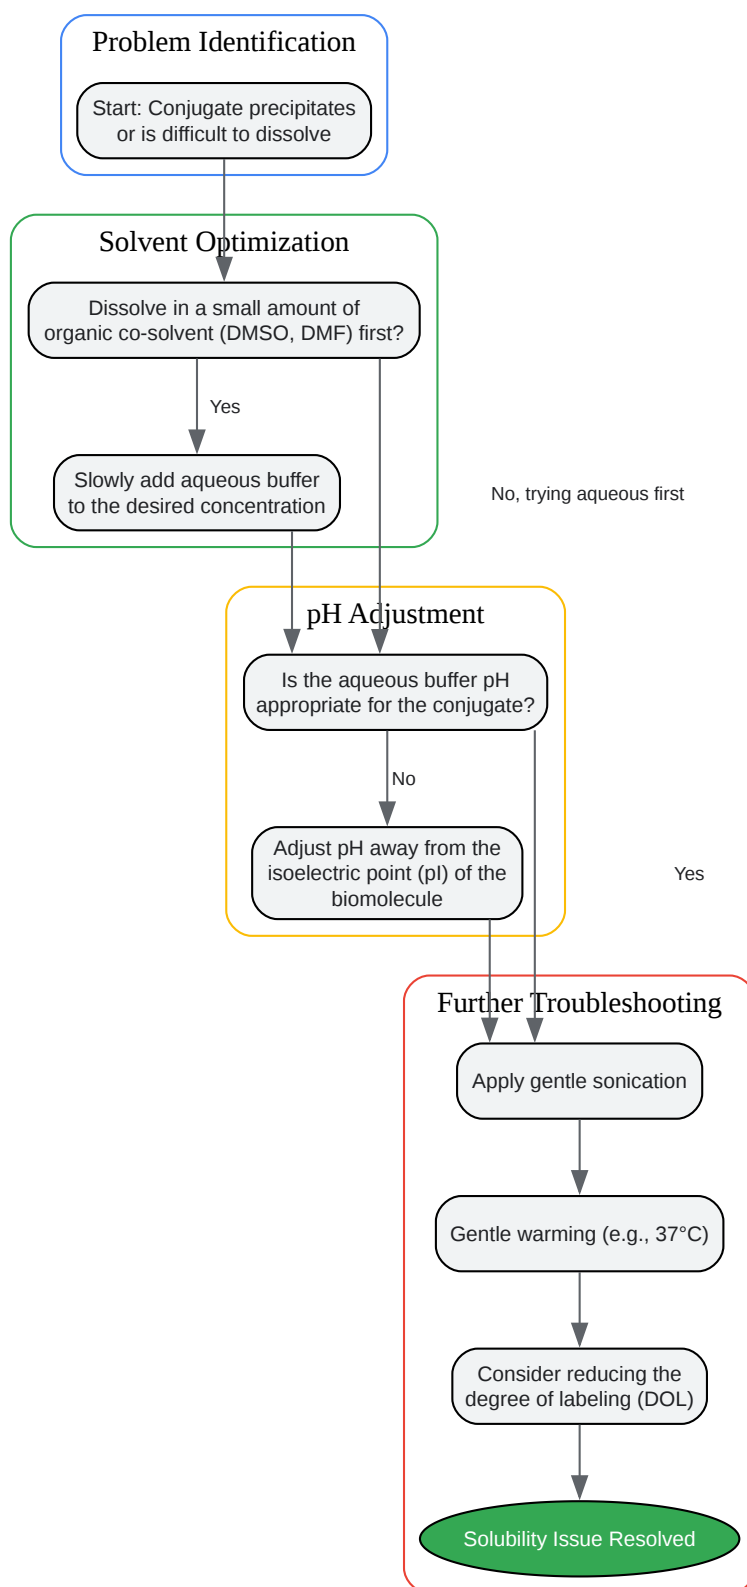 Problem Identification
Start: Conjugate precipitates
or is difficult to dissolve
Solvent Optimization
Dissolve in a small amount of
organic co-solvent (DMSO, DMF) first?
Yes
Slowly add aqueous buffer
to the desired concentration
No, trying aqueous first
pH Adjustment
Is the aqueous buffer pH
appropriate for the conjugate?
No
Adjust pH away from the
isoelectric point (pI) of the
biomolecule
Yes
Further Troubleshooting
Apply gentle sonication
Gentle warming (e.g., 37°C)
Consider reducing the
degree of labeling (DOL)
Solubility Issue Resolved